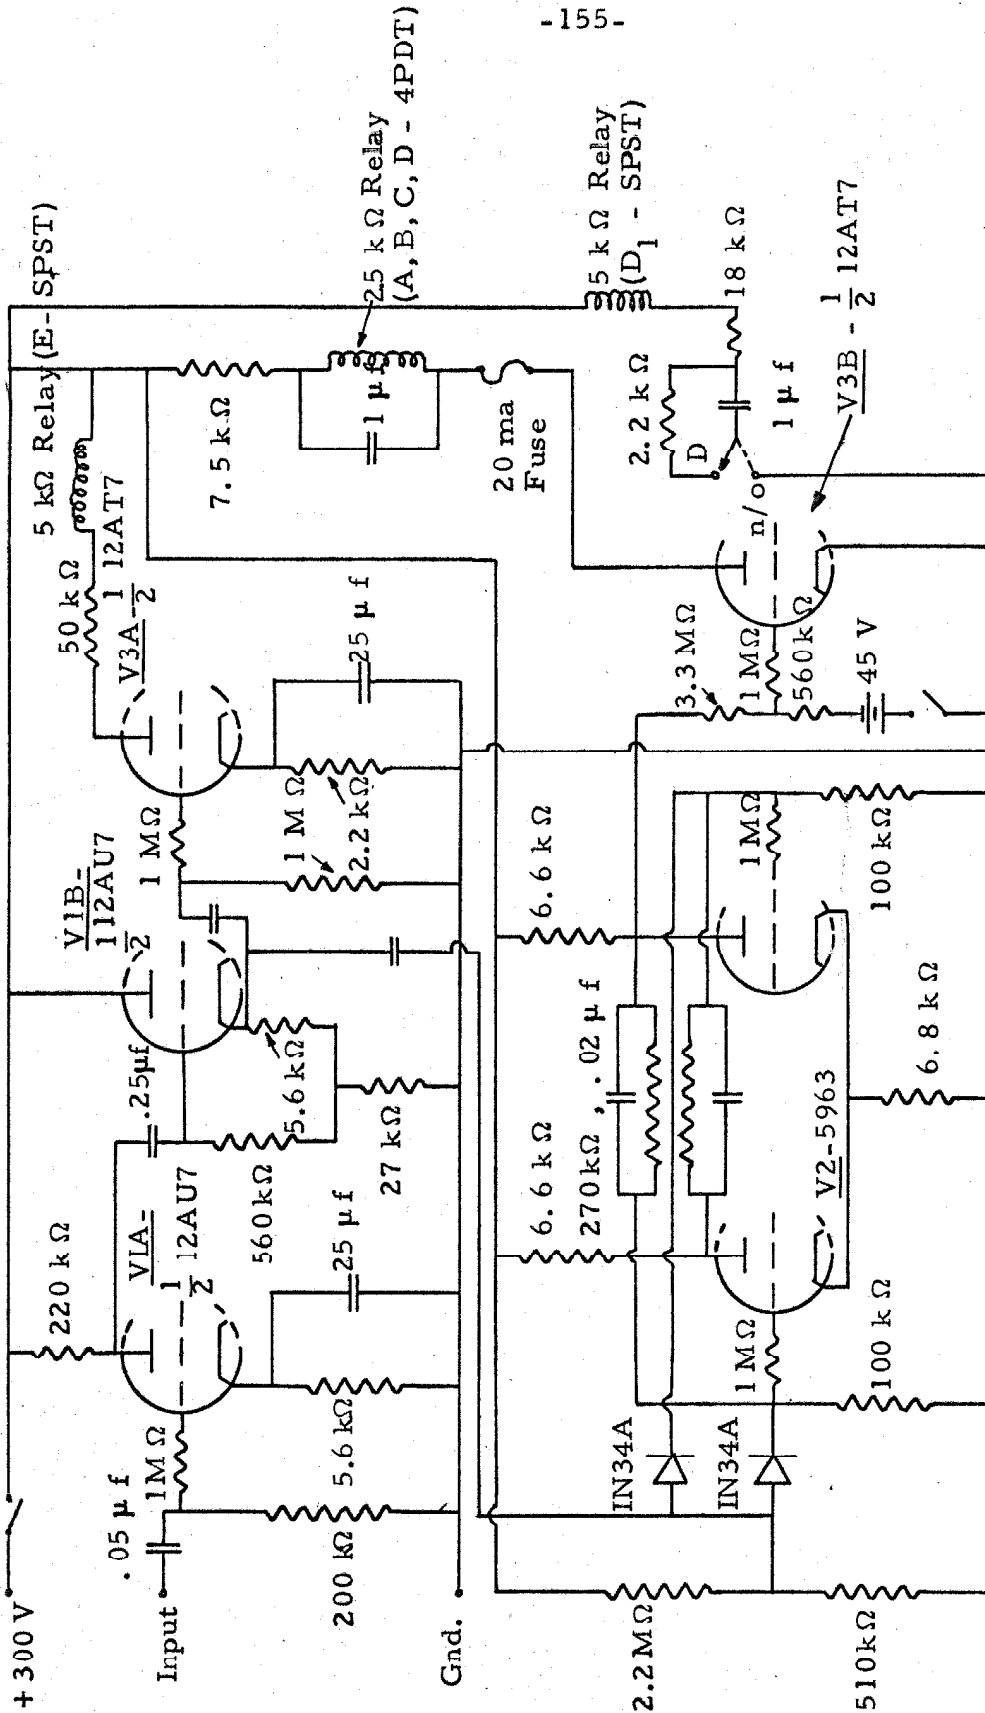 -155-
+300 V
220 kΩ
.05 μf
1MΩ
Input
200 kΩ
Gnd.
V1A-
1/2 12AU7
5.6 kΩ
25 μf
.25μf
560kΩ
5.6 kΩ
27 kΩ
V1B-
1/2 12AU7
1 MΩ
1 MΩ
2.2 kΩ
V3A-
1/2 12AT7
25 μf
50 kΩ
5 kΩ Relay (E- SPST)
7.5 kΩ
1 μf
25 kΩ Relay
(A, B, C, D - 4PDT)
20 ma
Fuse
5 kΩ Relay
(D1 - SPST)
2.2 kΩ
D
n/o
18 kΩ
1 μf
V3B - 1/2 12AT7
3.3 MΩ
1 MΩ
560kΩ
45 V
2.2 MΩ
510kΩ
IN34A
IN34A
1MΩ
100 kΩ
6.6 kΩ
270kΩ, .02 μf
6.6 kΩ
V2-5963
6.8 kΩ
1MΩ
100 kΩ